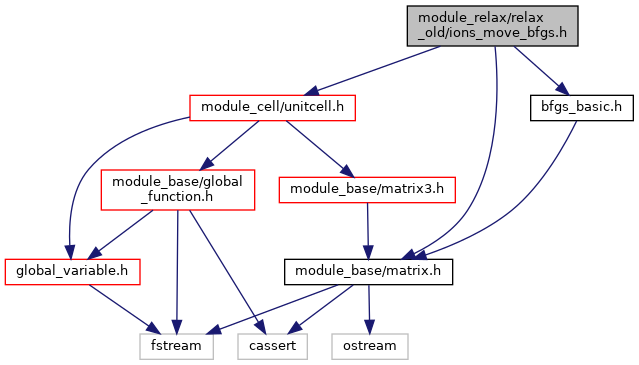 module_relax/relax
_old/ions_move_bfgs.h
module_cell/unitcell.h
bfgs_basic.h
module_base/global
_function.h
module_base/matrix3.h
global_variable.h
module_base/matrix.h
fstream
cassert
ostream